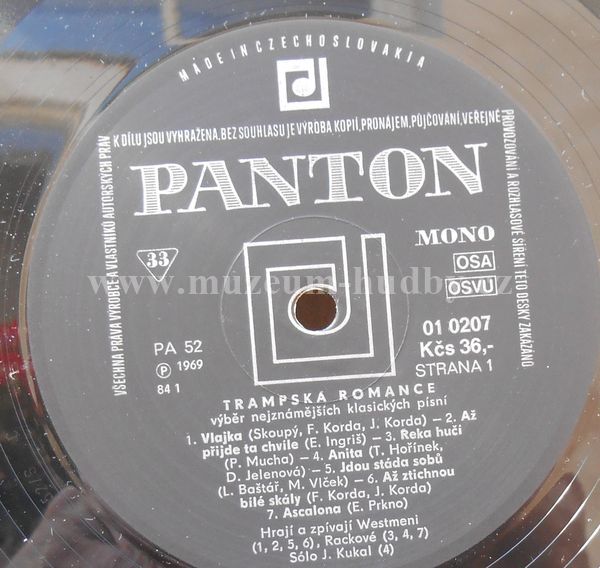 MADE IN CZECHOSLOVAKIA
VŠECHNA PRÁVA VÝROBCE A VLASTNÍKŮ AUTORSKÝCH PRÁV
K DÍLU JSOU VYHRAŽENA. BEZ SOUHLASU JE VÝROBA KOPIÍ, PRONÁJEM, PŮJČOVÁNÍ, VEŘEJNÉ
PROVOZOVÁNÍ A ROZHLASOVÉ ŠÍŘENÍ TÉTO DESKY ZAKÁZÁNO
PANTON
33
MONO
OSA
OSVU
www.muzeum-hudby.cz
PA 52
℗ 1969
84 1
01 0207
Kčs 36,-
STRANA 1
TRAMPSKÁ ROMANCE
výběr nejznámějších klasických písní
1. Vlajka (Skoupý, F. Korda, J. Korda) – 2. Až
přijde ta chvíle (E. Ingriš) – 3. Řeka hučí
(P. Mucha) – 4. Anita (T. Hořínek,
D. Jelenová) – 5. Jdou stáda sobů
(L. Baštář, M. Vlček) – 6. Až ztichnou
bílé skály (F. Korda, J. Korda)
7. Ascalona (E. Prkno)
Hrají a zpívají Westmeni
(1, 2, 5, 6), Rackové (3, 4, 7)
Sólo J. Kukal (4)